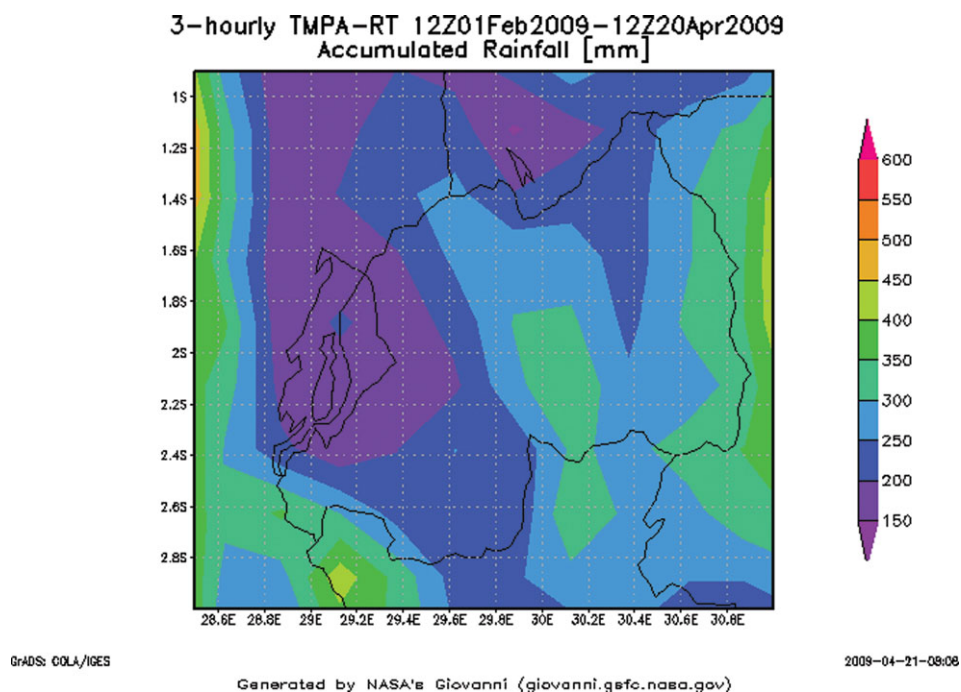 3-hourly TMPA-RT 12Z01Feb2009-12Z20Apr2009
Accumulated Rainfall [mm]
1S
1.2S
1.4S
1.6S
1.8S
2S
2.2S
2.4S
2.6S
2.8S
28.6E 28.8E 29E 29.2E 29.4E 29.6E 29.8E 30E 30.2E 30.4E 30.6E 30.8E
600
550
500
450
400
350
300
250
200
150
GrADS: COLA/IGES 2009-04-21-08:08
Generated by NASA's Giovanni (giovanni.gsfc.nasa.gov)